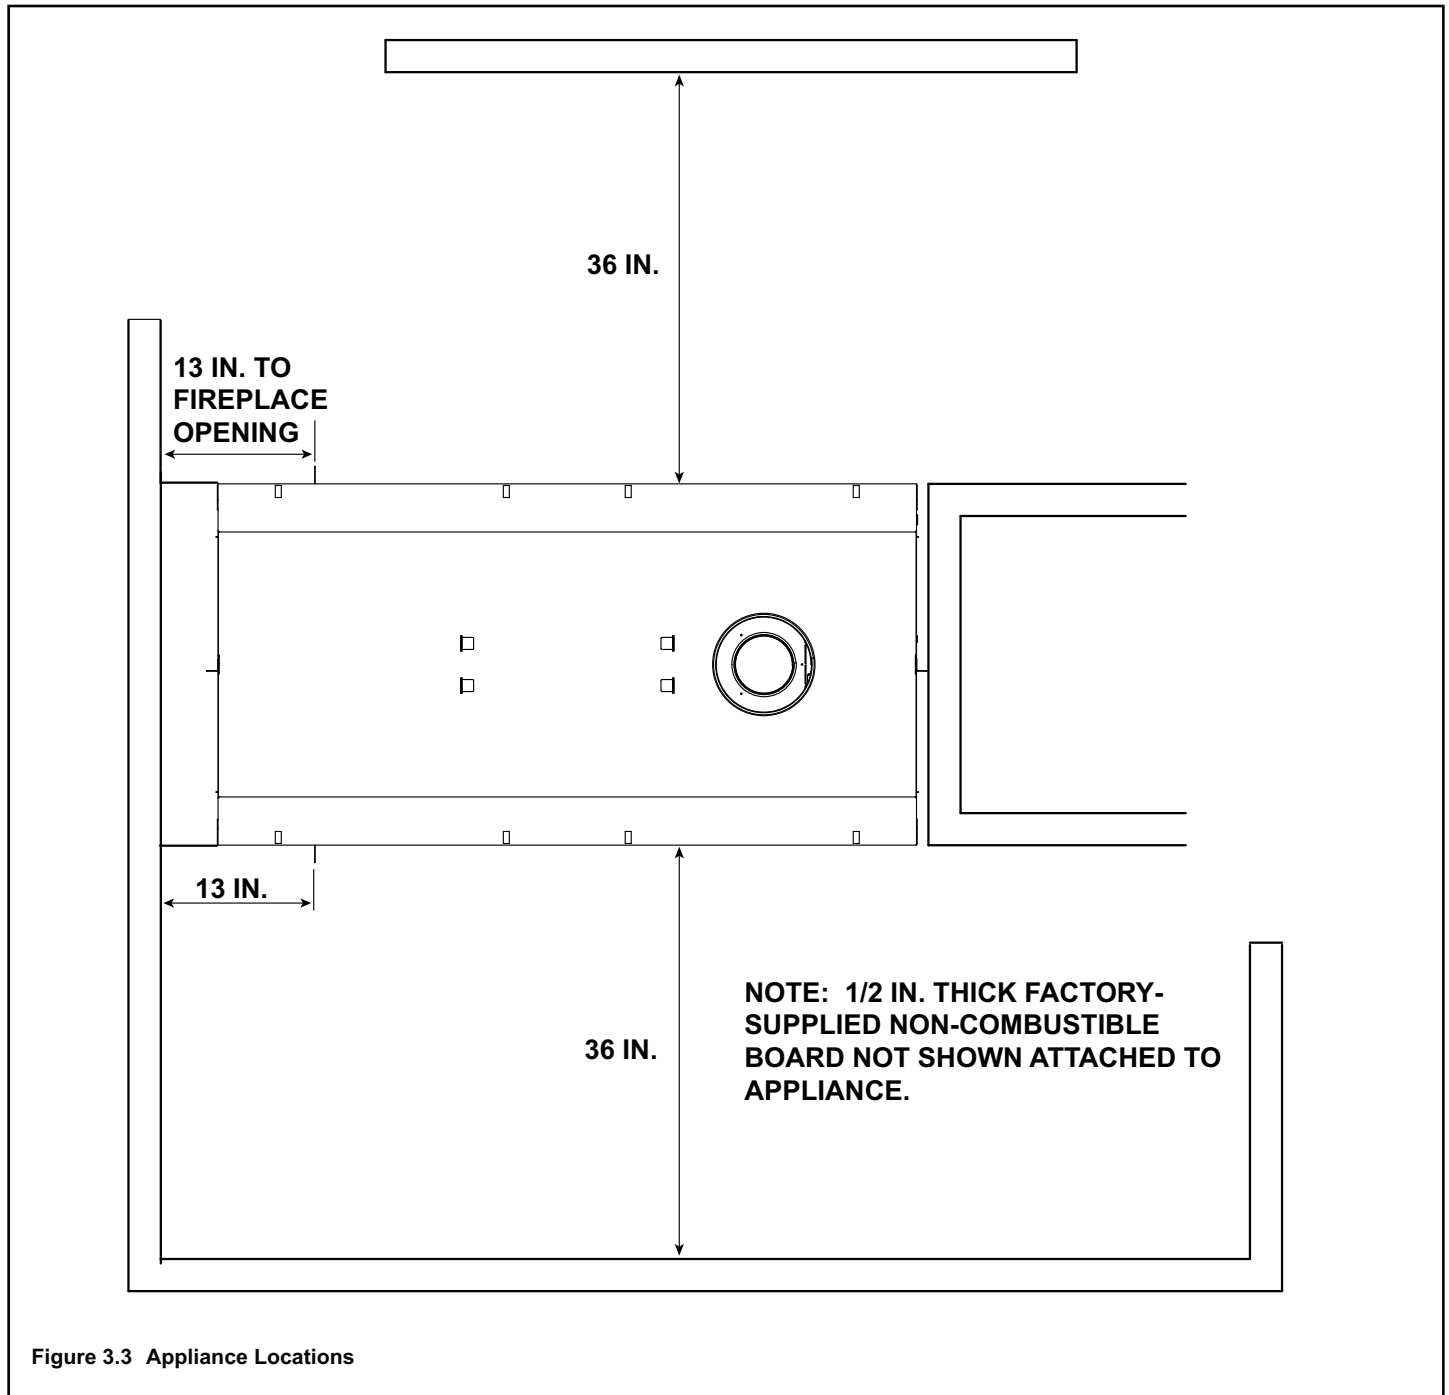 36 IN.
13 IN. TO
FIREPLACE
OPENING
13 IN.
NOTE:  1/2 IN. THICK FACTORY-
SUPPLIED NON-COMBUSTIBLE
BOARD NOT SHOWN ATTACHED TO
APPLIANCE.
36 IN.
Figure 3.3  Appliance Locations